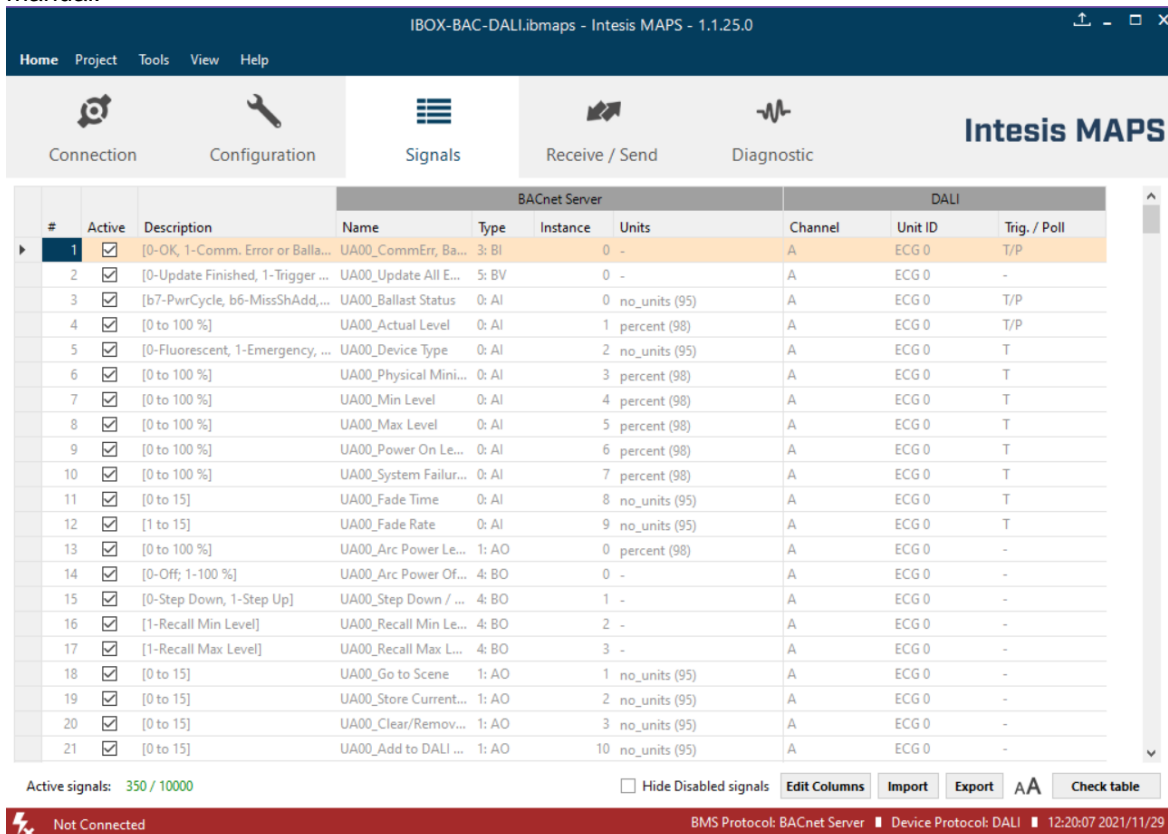 IBOX-BAC-DALI.ibmaps - Intesis MAPS - 1.1.25.0
Home Project Tools View Help
Connection Configuration Signals Receive / Send Diagnostic Intesis MAPS
BACnet Server DALI
# Active Description Name Type Instance Units Channel Unit ID Trig. / Poll
1 [0-OK, 1-Comm. Error or Balla... UA00_CommErr, Ba... 3: BI 0 - A ECG 0 T/P
2 [0-Update Finished, 1-Trigger ... UA00_Update All E... 5: BV 0 - A ECG 0 -
3 [b7-PwrCycle, b6-MissShAdd,... UA00_Ballast Status 0: AI 0 no_units (95) A ECG 0 T/P
4 [0 to 100 %] UA00_Actual Level 0: AI 1 percent (98) A ECG 0 T/P
5 [0-Fluorescent, 1-Emergency, ... UA00_Device Type 0: AI 2 no_units (95) A ECG 0 T
6 [0 to 100 %] UA00_Physical Mini... 0: AI 3 percent (98) A ECG 0 T
7 [0 to 100 %] UA00_Min Level 0: AI 4 percent (98) A ECG 0 T
8 [0 to 100 %] UA00_Max Level 0: AI 5 percent (98) A ECG 0 T
9 [0 to 100 %] UA00_Power On Le... 0: AI 6 percent (98) A ECG 0 T
10 [0 to 100 %] UA00_System Failur... 0: AI 7 percent (98) A ECG 0 T
11 [0 to 15] UA00_Fade Time 0: AI 8 no_units (95) A ECG 0 T
12 [1 to 15] UA00_Fade Rate 0: AI 9 no_units (95) A ECG 0 T
13 [0 to 100 %] UA00_Arc Power Le... 1: AO 0 percent (98) A ECG 0 -
14 [0-Off; 1-100 %] UA00_Arc Power Of... 4: BO 0 - A ECG 0 -
15 [0-Step Down, 1-Step Up] UA00_Step Down / ... 4: BO 1 - A ECG 0 -
16 [1-Recall Min Level] UA00_Recall Min Le... 4: BO 2 - A ECG 0 -
17 [1-Recall Max Level] UA00_Recall Max L... 4: BO 3 - A ECG 0 -
18 [0 to 15] UA00_Go to Scene 1: AO 1 no_units (95) A ECG 0 -
19 [0 to 15] UA00_Store Current... 1: AO 2 no_units (95) A ECG 0 -
20 [0 to 15] UA00_Clear/Remov... 1: AO 3 no_units (95) A ECG 0 -
21 [0 to 15] UA00_Add to DALI ... 1: AO 10 no_units (95) A ECG 0 -
Active signals: 350 / 10000 Hide Disabled signals Edit Columns Import Export AA Check table
Not Connected BMS Protocol: BACnet Server Device Protocol: DALI 12:20:07 2021/11/29